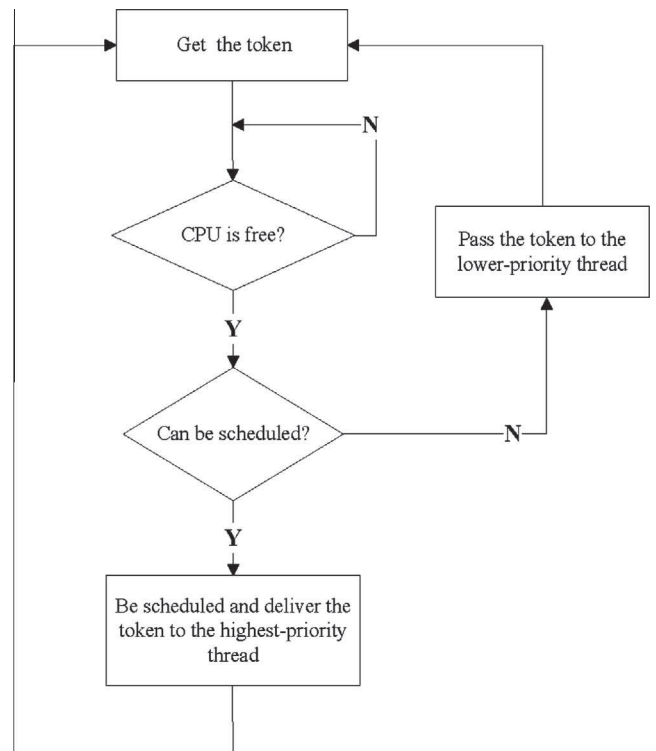 Get the token
N
CPU is free?
Pass the token to the
lower-priority thread
Y
Can be scheduled?
N
Y
Be scheduled and deliver the
token to the highest-priority
thread